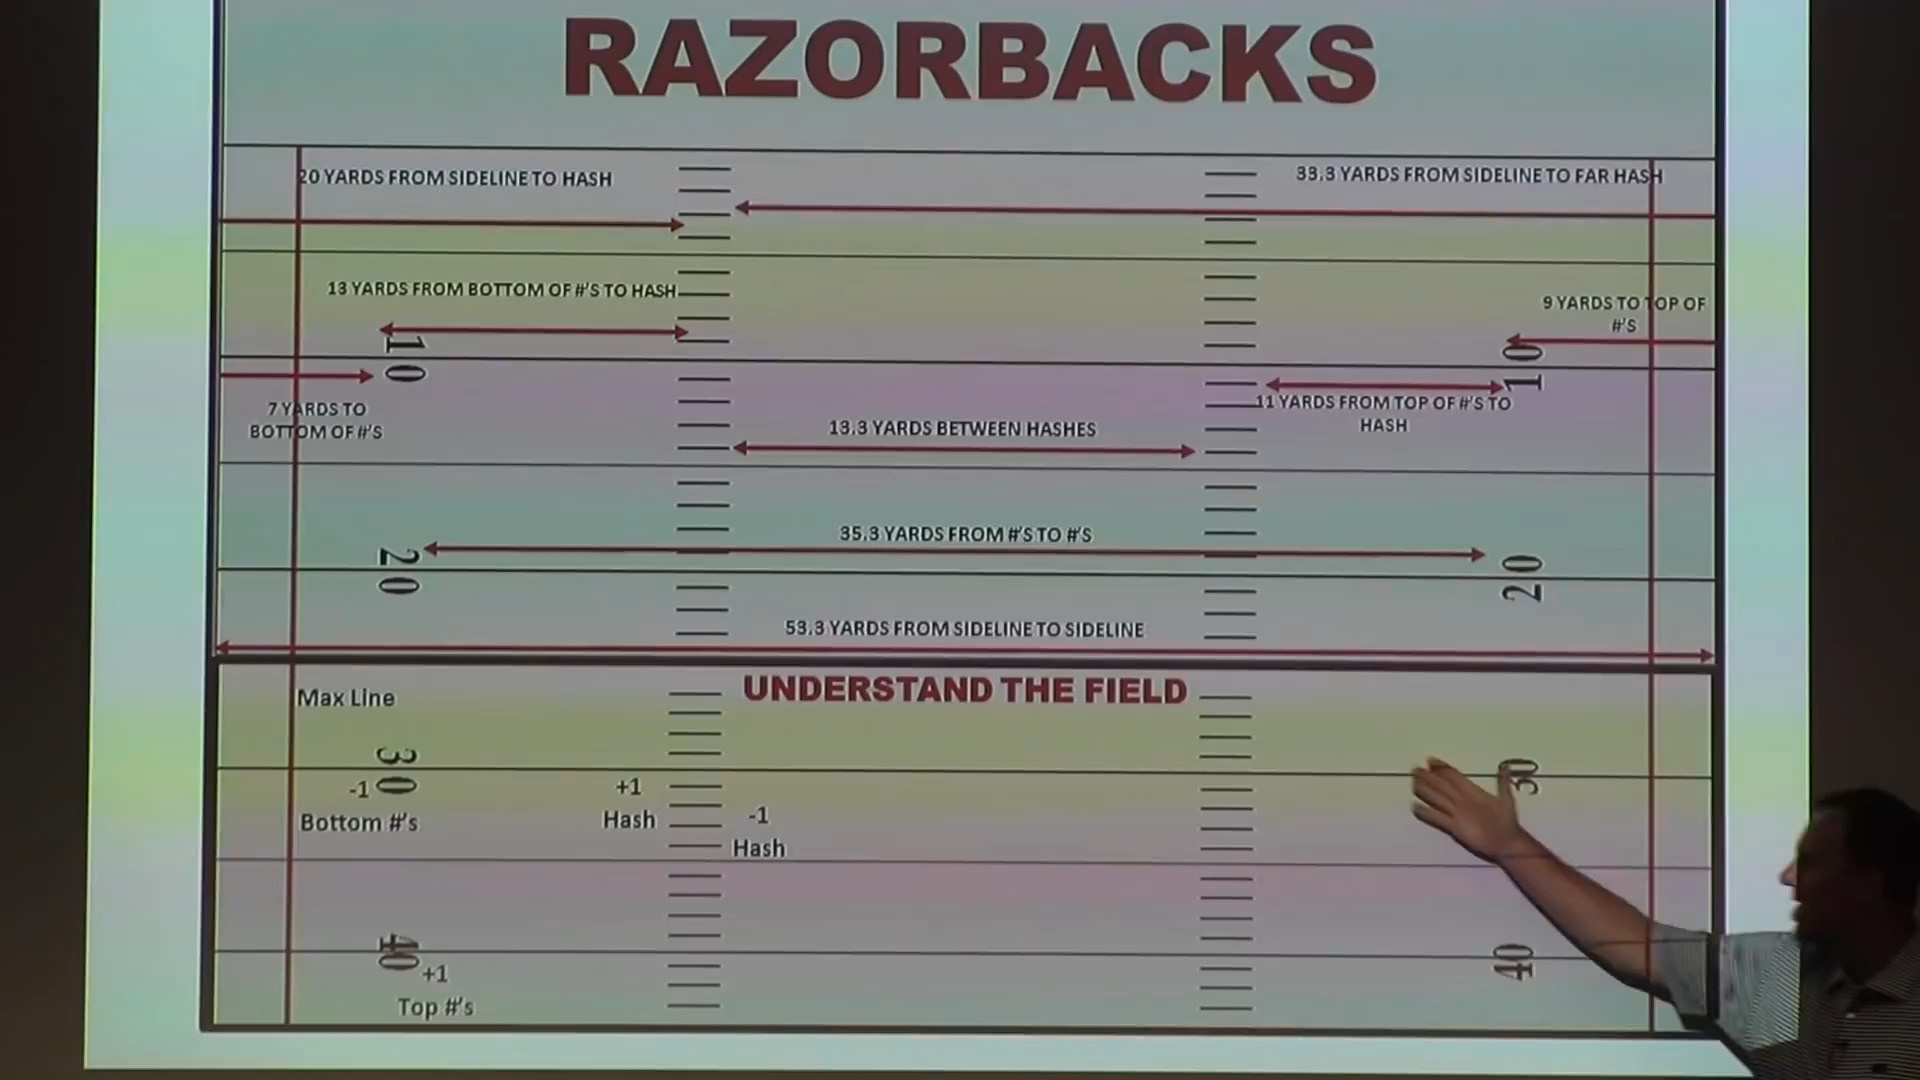 RAZORBACKS
20 YARDS FROM SIDELINE TO HASH
33.3 YARDS FROM SIDELINE TO FAR HASH
13 YARDS FROM BOTTOM OF #'S TO HASH
9 YARDS TO TOP OF
#'S
10
10
7 YARDS TO
BOTTOM OF #'S
11 YARDS FROM TOP OF #'S TO
HASH
13.3 YARDS BETWEEN HASHES
35.3 YARDS FROM #'S TO #'S
20
20
53.3 YARDS FROM SIDELINE TO SIDELINE
UNDERSTAND THE FIELD
Max Line
30
30
-1
Bottom #'s
+1
Hash
-1
Hash
40
40
+1
Top #'s